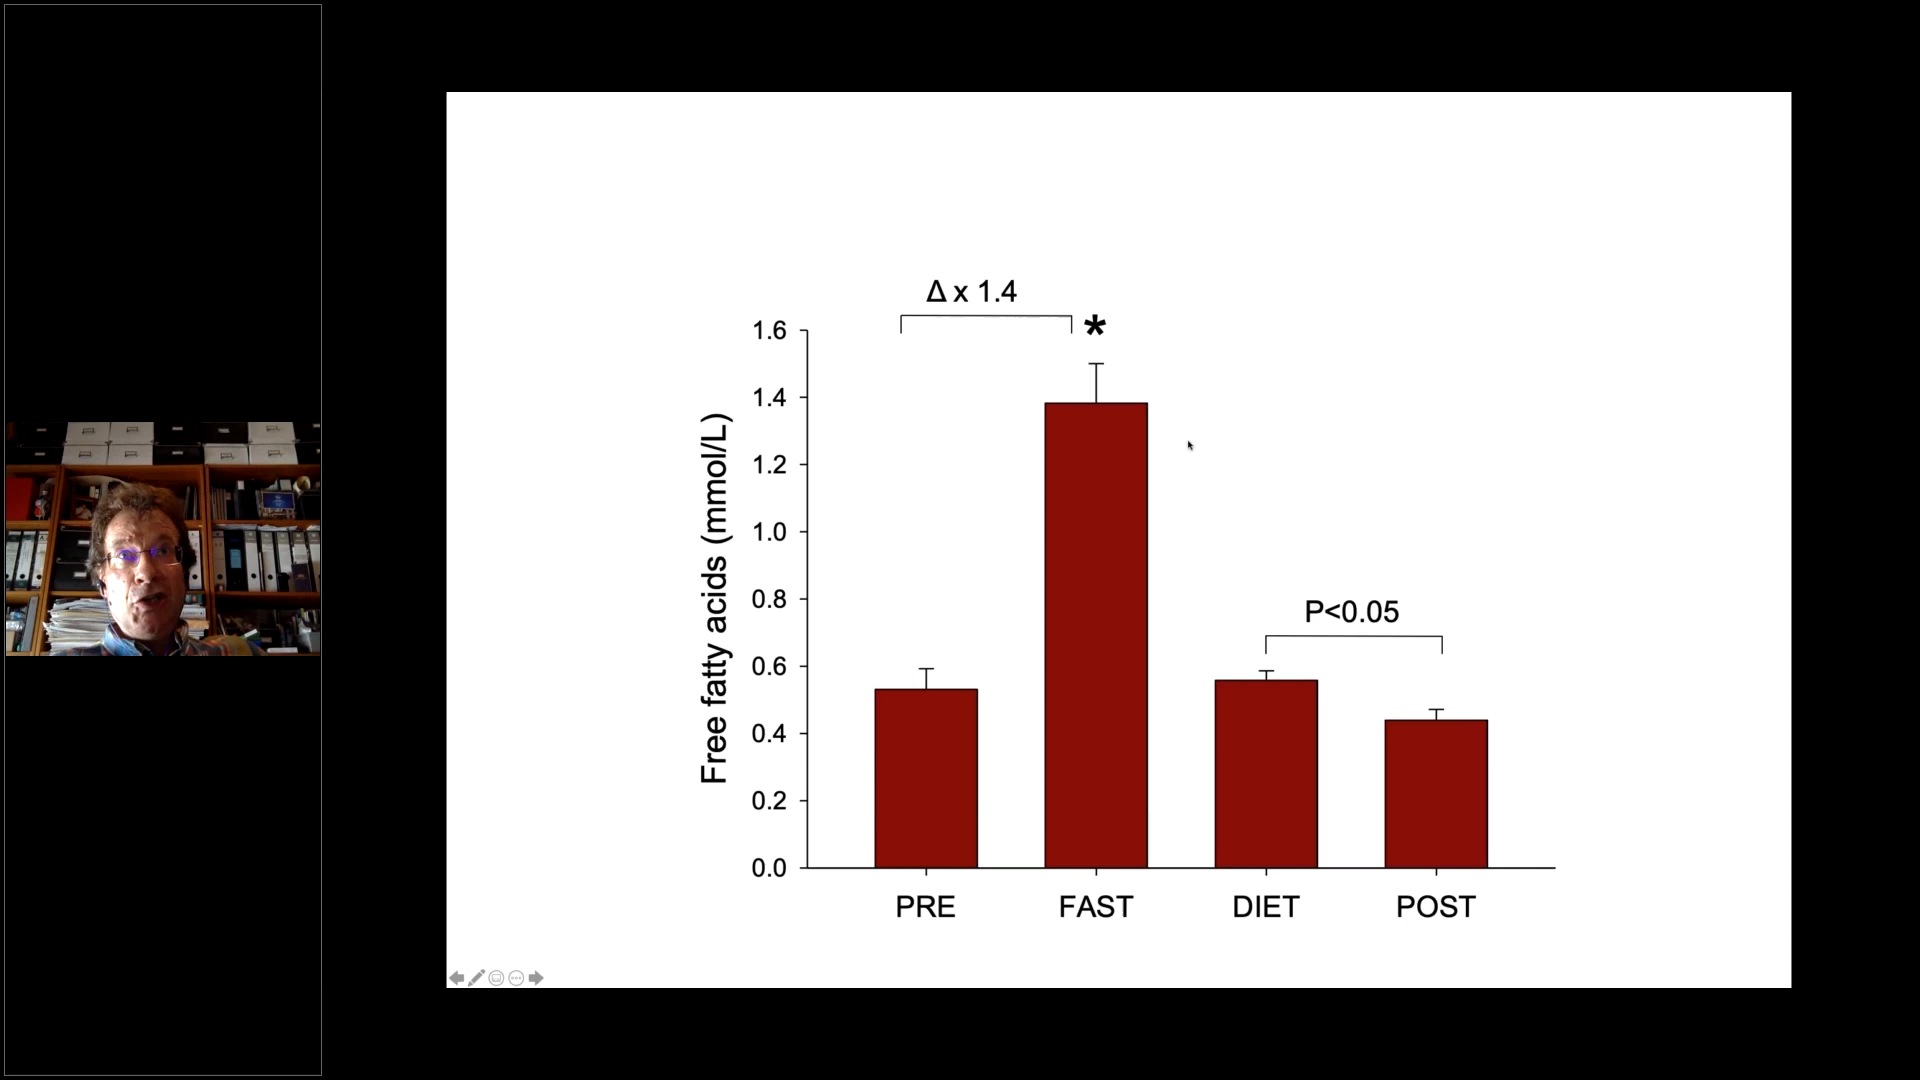 Δ x 1.4
*
1.6
1.4
1.2
1.0
0.8
0.6
0.4
0.2
0.0
Free fatty acids (mmol/L)
P<0.05
PRE FAST DIET POST